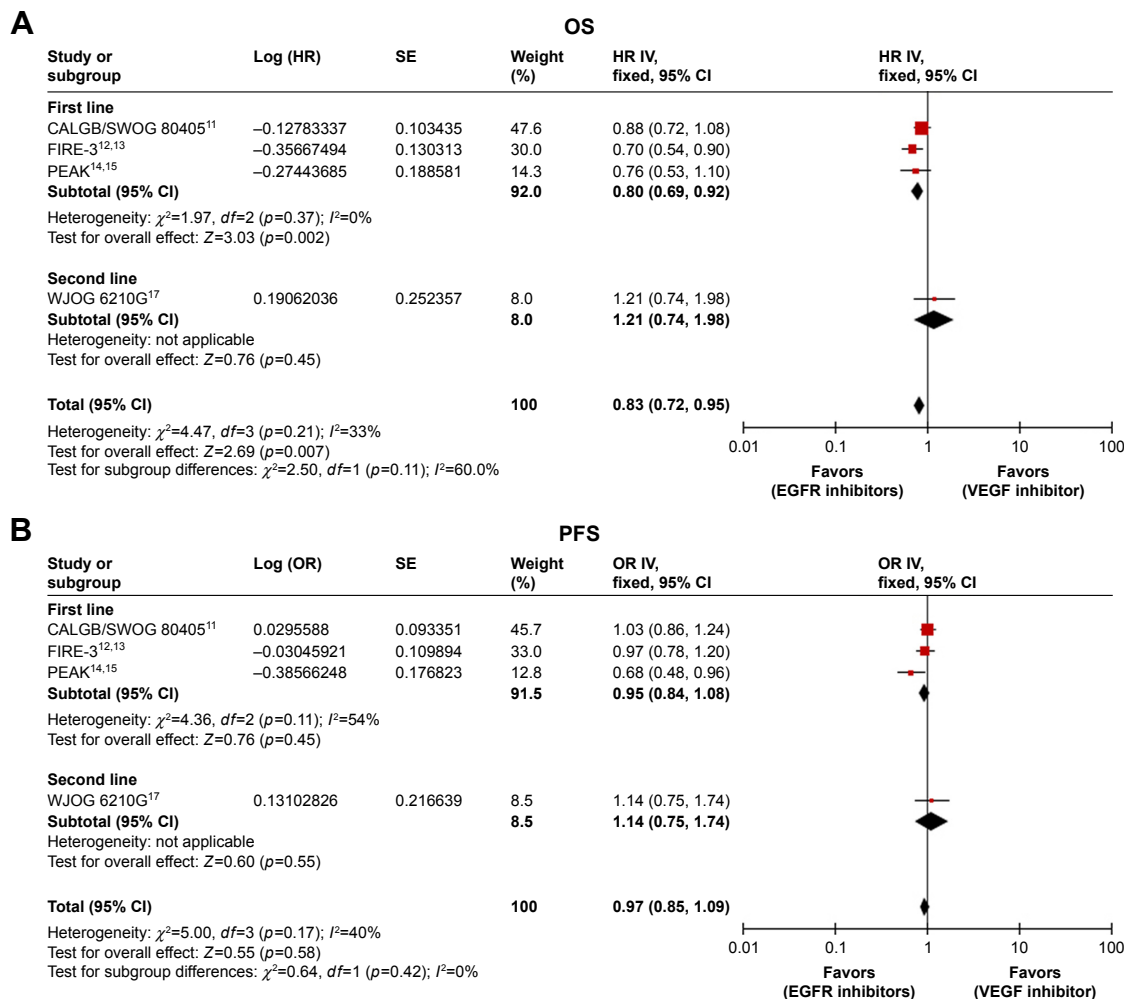 A
OS
Study or subgroup Log (HR) SE Weight (%) HR IV, fixed, 95% CI HR IV, fixed, 95% CI
First line
CALGB/SWOG 80405¹¹ –0.12783337 0.103435 47.6 0.88 (0.72, 1.08)
FIRE-3¹²,¹³ –0.35667494 0.130313 30.0 0.70 (0.54, 0.90)
PEAK¹⁴,¹⁵ –0.27443685 0.188581 14.3 0.76 (0.53, 1.10)
Subtotal (95% CI) 92.0 0.80 (0.69, 0.92)
Heterogeneity: χ²=1.97, df=2 (p=0.37); I²=0%
Test for overall effect: Z=3.03 (p=0.002)
Second line
WJOG 6210G¹⁷ 0.19062036 0.252357 8.0 1.21 (0.74, 1.98)
Subtotal (95% CI) 8.0 1.21 (0.74, 1.98)
Heterogeneity: not applicable
Test for overall effect: Z=0.76 (p=0.45)
Total (95% CI) 100 0.83 (0.72, 0.95)
Heterogeneity: χ²=4.47, df=3 (p=0.21); I²=33%
Test for overall effect: Z=2.69 (p=0.007)
Test for subgroup differences: χ²=2.50, df=1 (p=0.11); I²=60.0%
0.01 0.1 1 10 100
Favors (EGFR inhibitors) Favors (VEGF inhibitor)
B
PFS
Study or subgroup Log (OR) SE Weight (%) OR IV, fixed, 95% CI OR IV, fixed, 95% CI
First line
CALGB/SWOG 80405¹¹ 0.0295588 0.093351 45.7 1.03 (0.86, 1.24)
FIRE-3¹²,¹³ –0.03045921 0.109894 33.0 0.97 (0.78, 1.20)
PEAK¹⁴,¹⁵ –0.38566248 0.176823 12.8 0.68 (0.48, 0.96)
Subtotal (95% CI) 91.5 0.95 (0.84, 1.08)
Heterogeneity: χ²=4.36, df=2 (p=0.11); I²=54%
Test for overall effect: Z=0.76 (p=0.45)
Second line
WJOG 6210G¹⁷ 0.13102826 0.216639 8.5 1.14 (0.75, 1.74)
Subtotal (95% CI) 8.5 1.14 (0.75, 1.74)
Heterogeneity: not applicable
Test for overall effect: Z=0.60 (p=0.55)
Total (95% CI) 100 0.97 (0.85, 1.09)
Heterogeneity: χ²=5.00, df=3 (p=0.17); I²=40%
Test for overall effect: Z=0.55 (p=0.58)
Test for subgroup differences: χ²=0.64, df=1 (p=0.42); I²=0%
0.01 0.1 1 10 100
Favors (EGFR inhibitors) Favors (VEGF inhibitor)